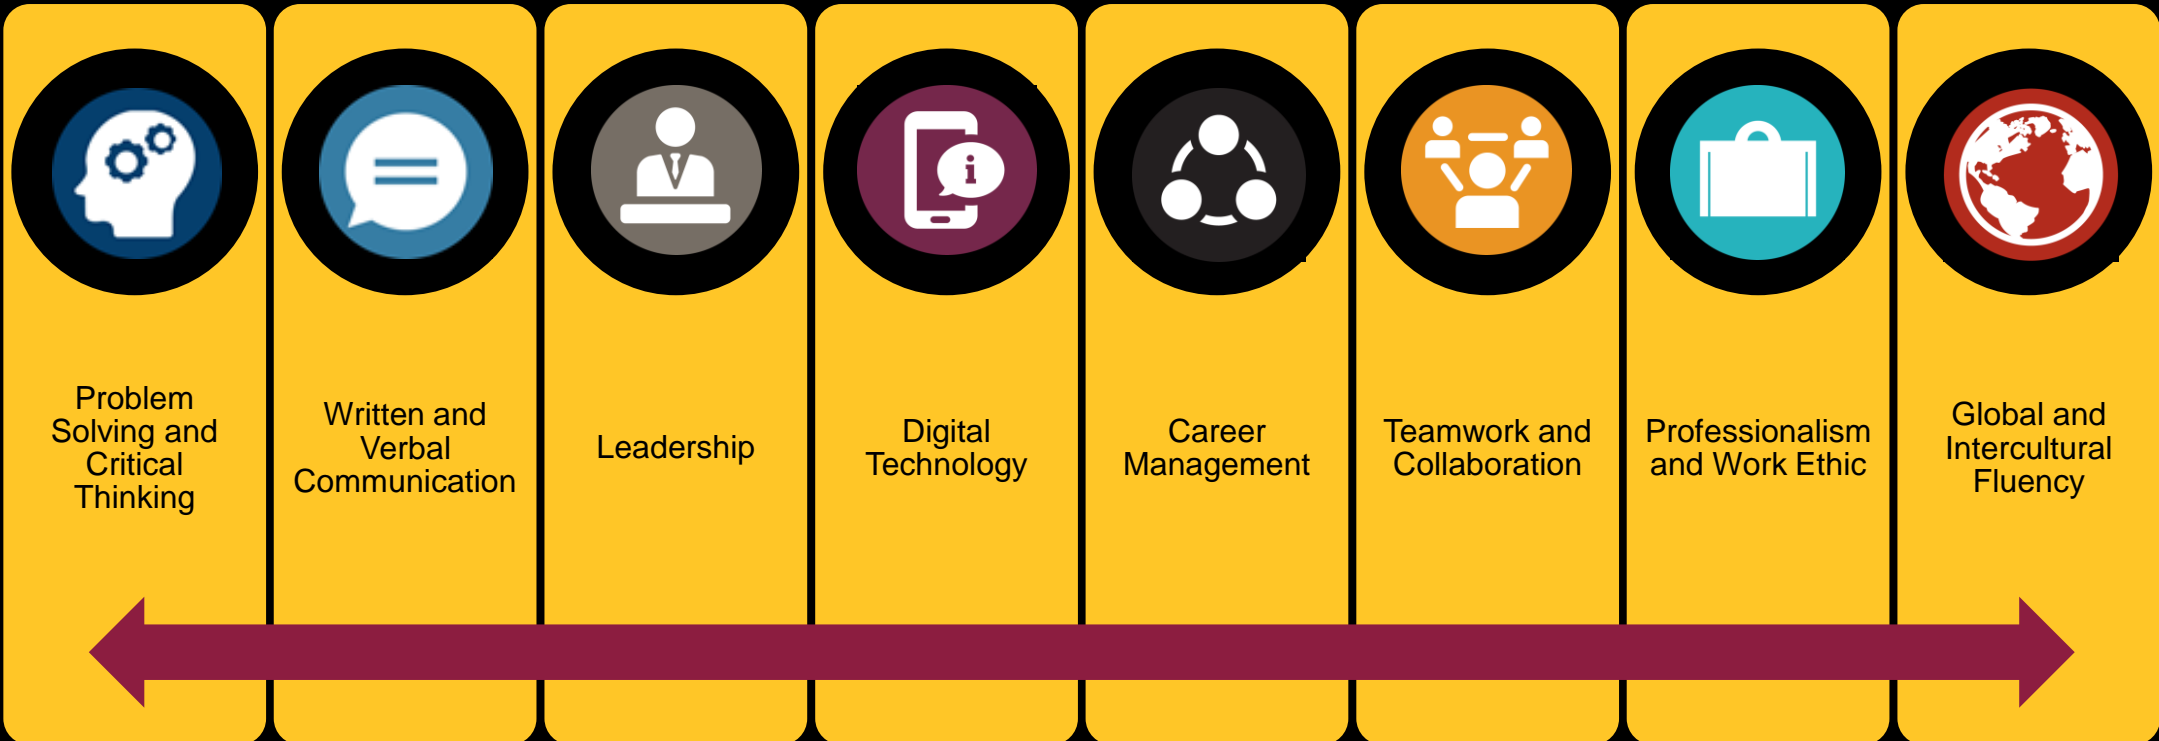 Problem
Solving and
Critical
Thinking
Written and
Verbal
Communication
Leadership
Digital
Technology
i
Career
Management
Teamwork and
Collaboration
Professionalism
and Work Ethic
Global and
Intercultural
Fluency